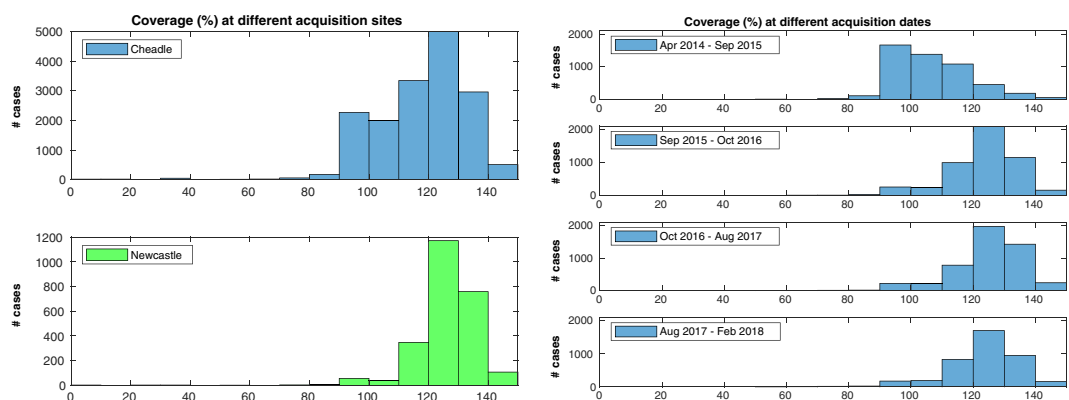 Coverage (%) at different acquisition sites
5000
4000
3000
2000
1000
0
# cases
Cheadle
0 20 40 60 80 100 120 140
1200
1000
800
600
400
200
0
# cases
Newcastle
0 20 40 60 80 100 120 140
Coverage (%) at different acquisition dates
2000
1000
0
# cases
Apr 2014 - Sep 2015
0 20 40 60 80 100 120 140
2000
1000
0
# cases
Sep 2015 - Oct 2016
0 20 40 60 80 100 120 140
2000
1000
0
# cases
Oct 2016 - Aug 2017
0 20 40 60 80 100 120 140
2000
1000
0
# cases
Aug 2017 - Feb 2018
0 20 40 60 80 100 120 140